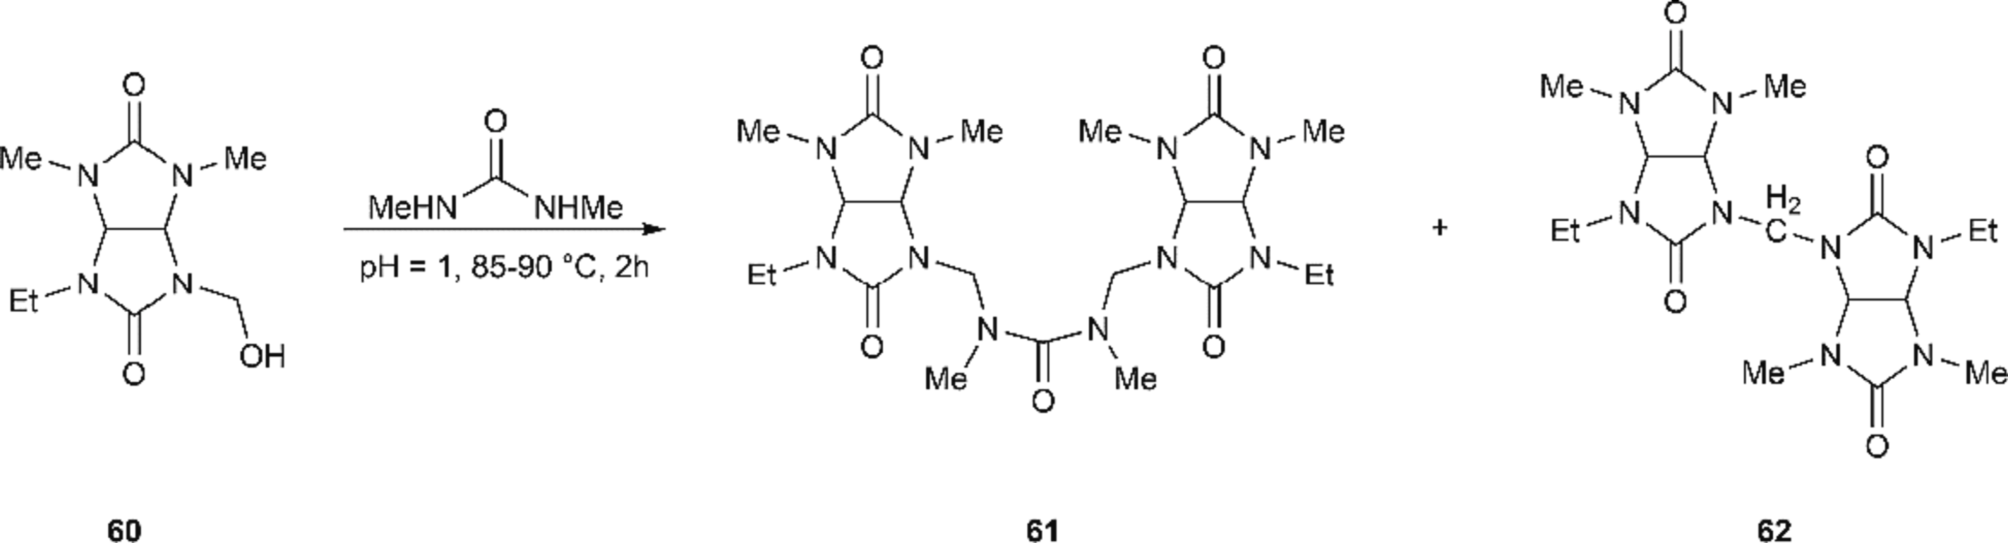 O
Me N N Me
Et N N
O OH
60
O
MeHN NHMe
pH = 1, 85-90 °C, 2h
O
Me N N Me
Et N N
O
N N
Me Me
O
O
Me N N Me
N N Et
O
61
+
O
Me N N Me
Et N N
O
H2
C
O
N N Et
Me N N Me
O
62